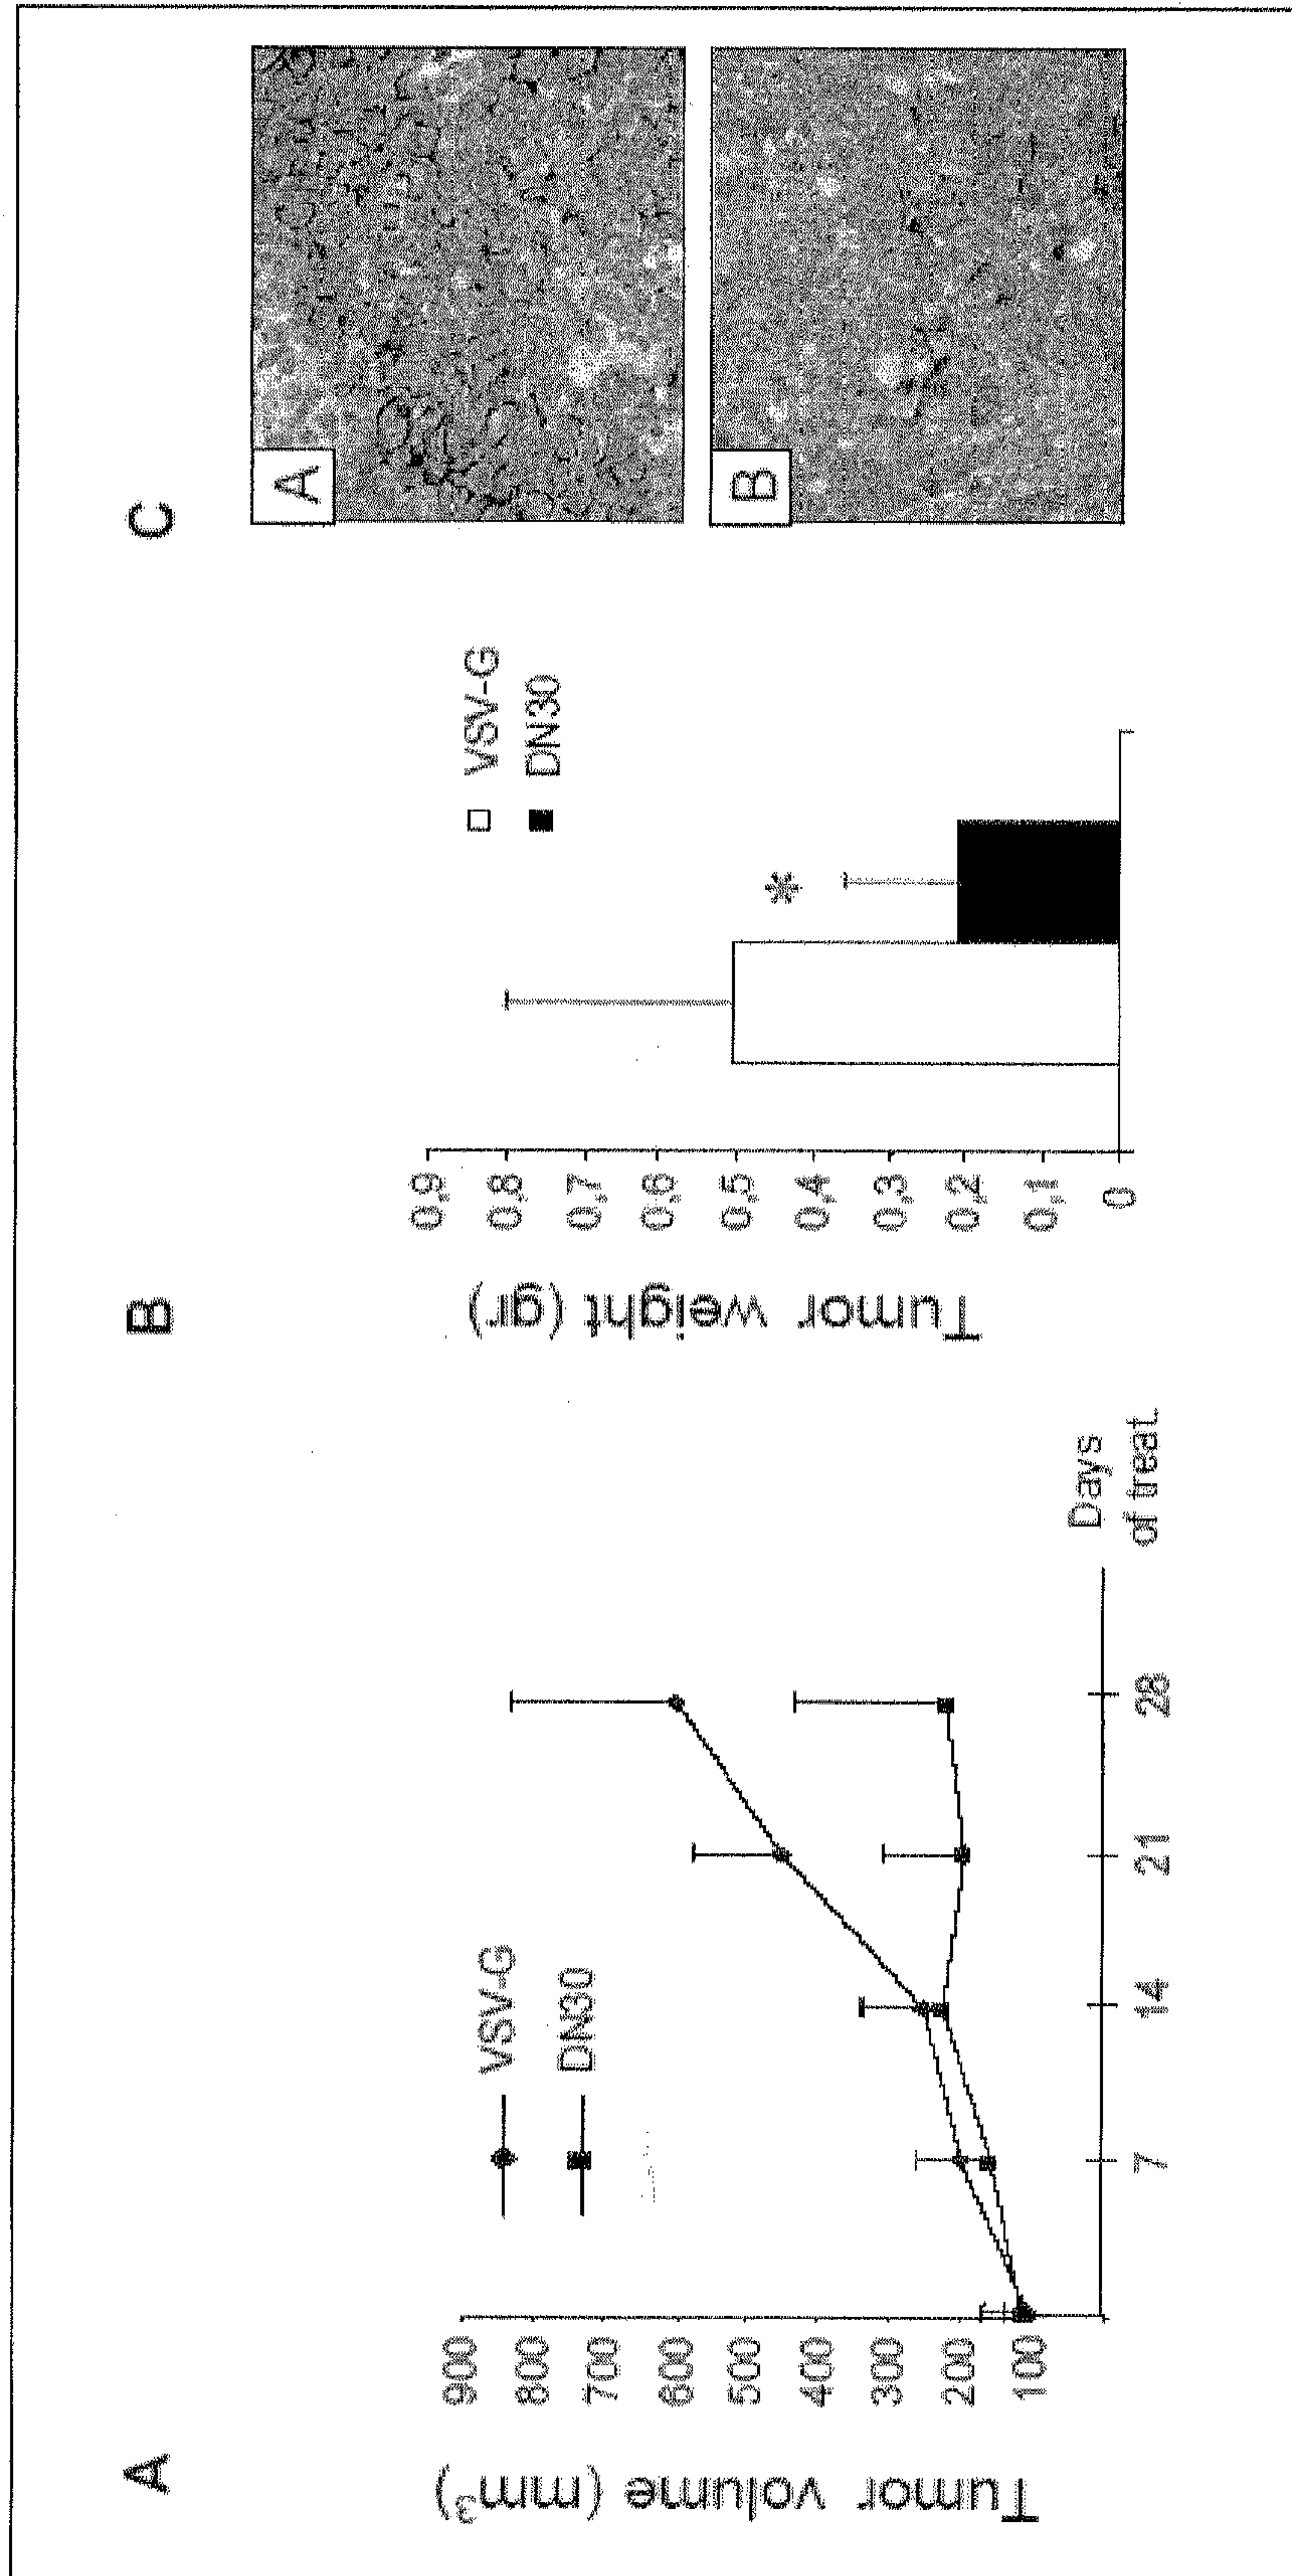 A
Tumor volume (mm3)
900
800
700
600
500
400
300
200
100
VSV-G
DN30
7
14
21
28
Days
of treat.
B
Tumor weight (gr)
0,9
0,8
0,7
0,6
0,5
0,4
0,3
0,2
0,1
0
VSV-G
DN30
*
C
A
B